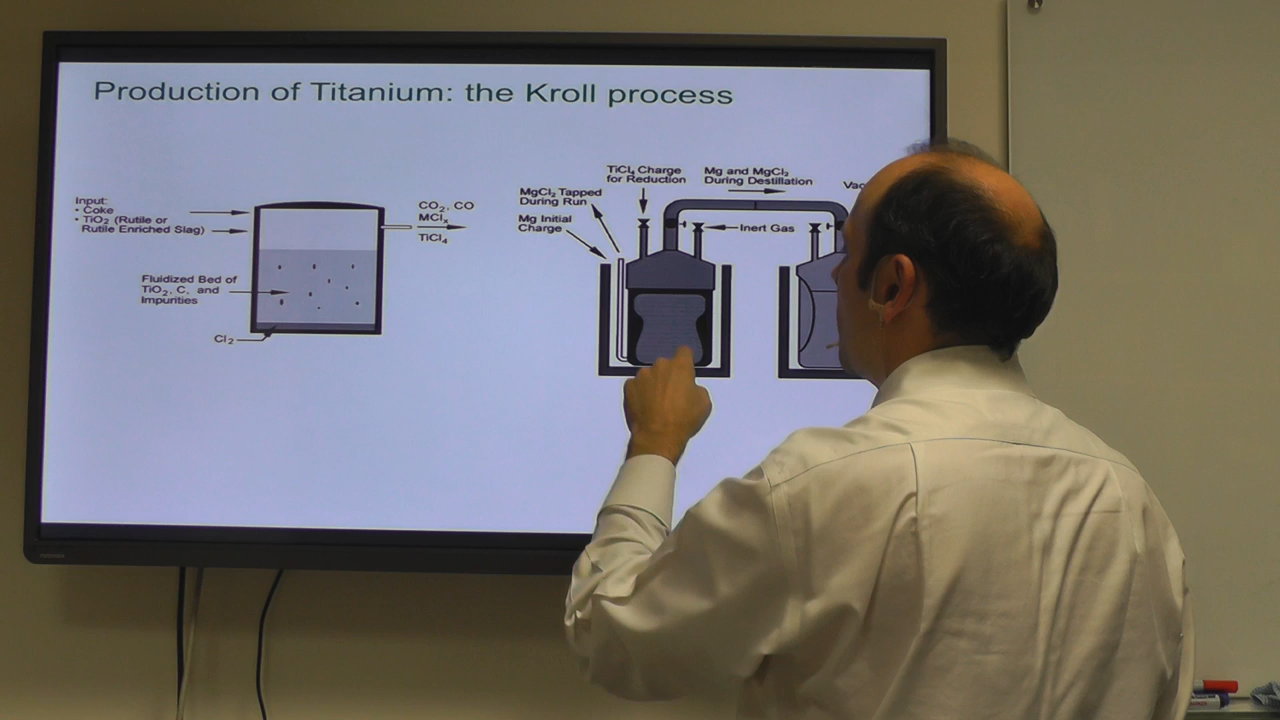 Production of Titanium: the Kroll process
Input:
• Coke
• TiO₂ (Rutile or
Rutile Enriched Slag)
CO₂, CO
MClₓ
TiCl₄
Fluidized Bed of
TiO₂, C, and
Impurities
Cl₂
MgCl₂ Tapped
During Run
Mg Initial
Charge
TiCl₄ Charge
for Reduction
Mg and MgCl₂
During Destillation
Inert Gas